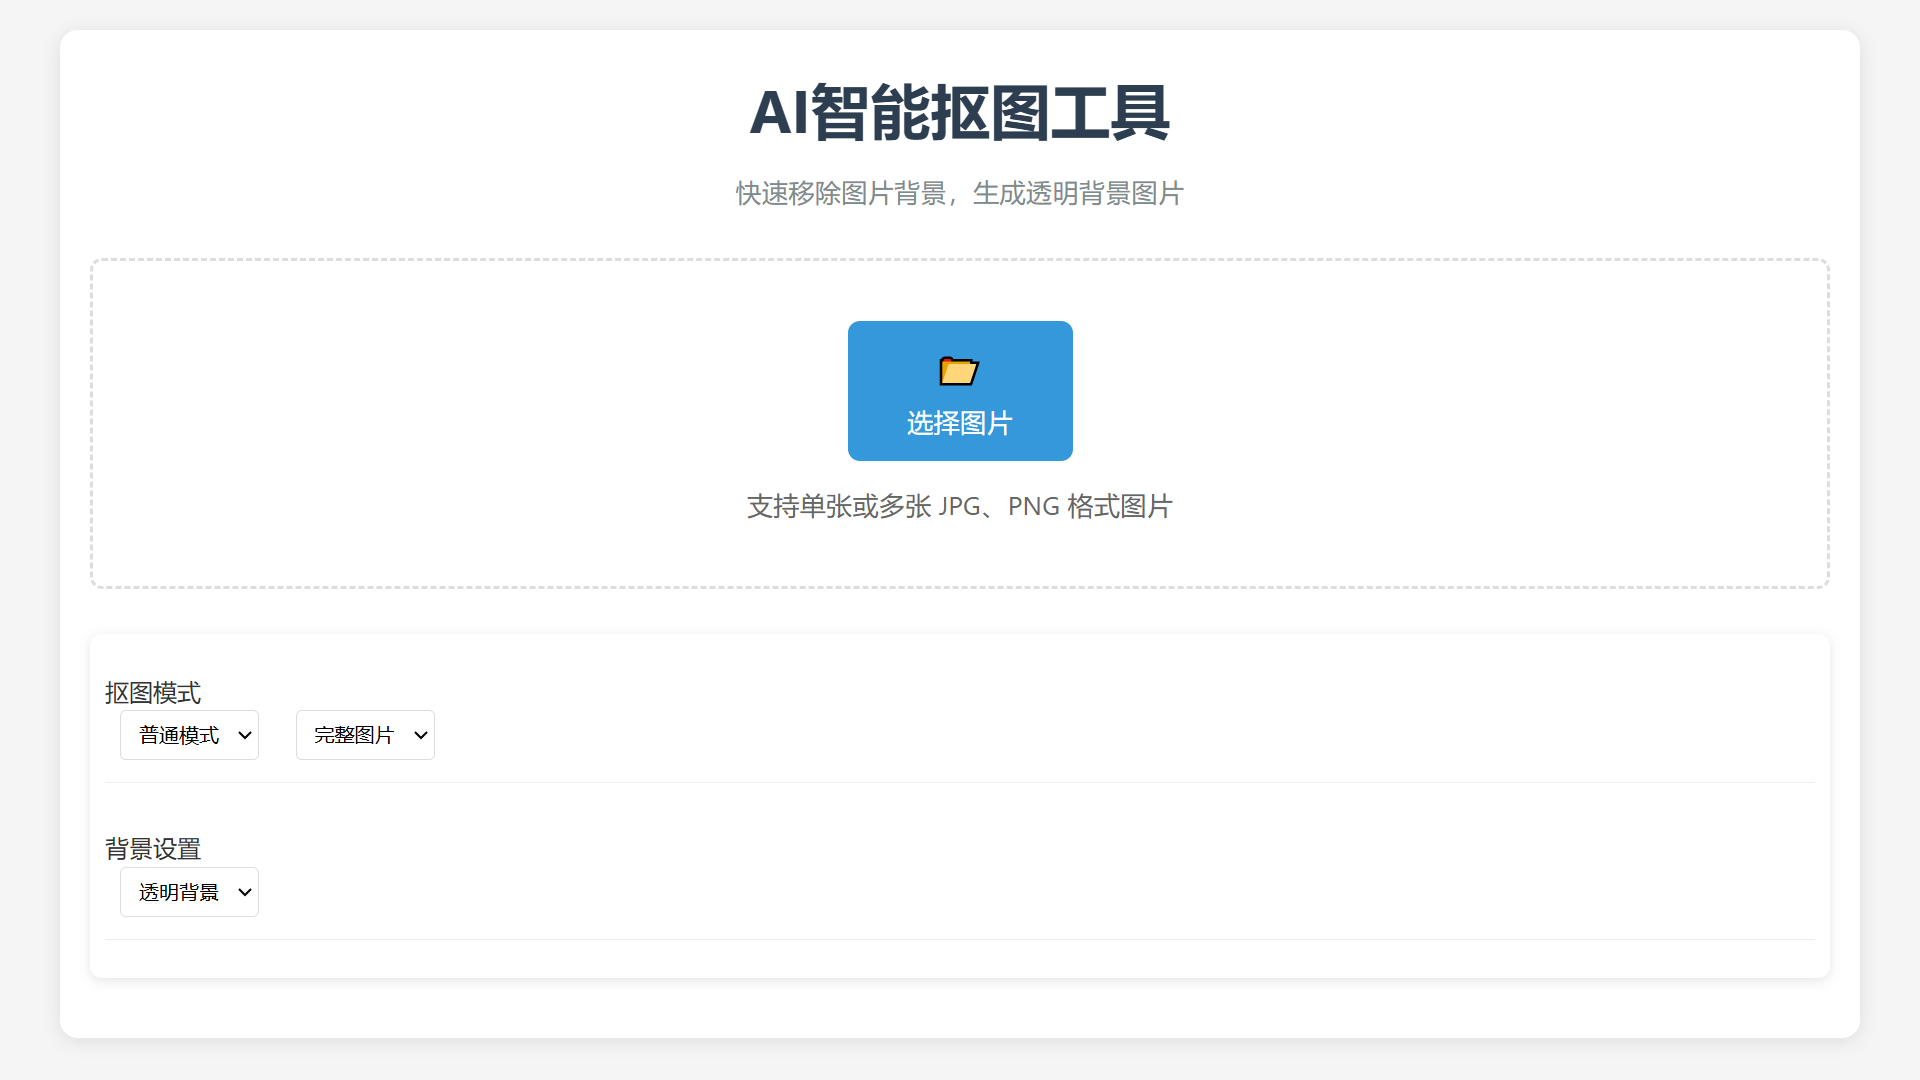 AI智能抠图工具
快速移除图片背景，生成透明背景图片
选择图片
支持单张或多张 JPG、PNG 格式图片
抠图模式
普通模式 完整图片
背景设置
透明背景